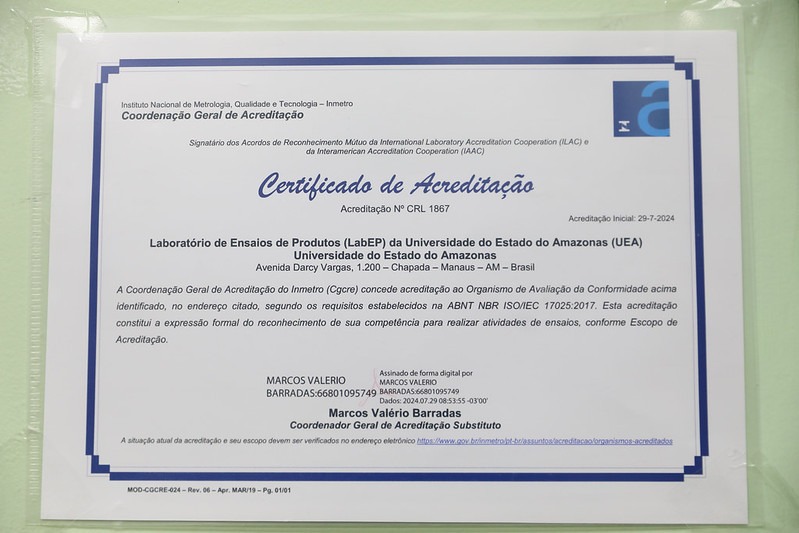 Instituto Nacional de Metrologia, Qualidade e Tecnologia – Inmetro
Coordenação Geral de Acreditação
Signatário dos Acordos de Reconhecimento Mútuo da International Laboratory Accreditation Cooperation (ILAC) e
da Interamerican Accreditation Cooperation (IAAC)
Certificado de Acreditação
Acreditação Nº CRL 1867
Acreditação Inicial: 29-7-2024
Laboratório de Ensaios de Produtos (LabEP) da Universidade do Estado do Amazonas (UEA)
Universidade do Estado do Amazonas
Avenida Darcy Vargas, 1.200 – Chapada – Manaus – AM – Brasil
A Coordenação Geral de Acreditação do Inmetro (Cgcre) concede acreditação ao Organismo de Avaliação da Conformidade acima
identificado, no endereço citado, segundo os requisitos estabelecidos na ABNT NBR ISO/IEC 17025:2017. Esta acreditação
constitui a expressão formal do reconhecimento de sua competência para realizar atividades de ensaios, conforme Escopo de
Acreditação.
MARCOS VALERIO
BARRADAS:66801095749
Assinado de forma digital por
MARCOS VALERIO
BARRADAS:66801095749
Dados: 2024.07.29 08:53:55 -03'00'
Marcos Valério Barradas
Coordenador Geral de Acreditação Substituto
A situação atual da acreditação e seu escopo devem ser verificados no endereço eletrônico https://www.gov.br/inmetro/pt-br/assuntos/acreditacao/organismos-acreditados
MOD-CGCRE-024 – Rev. 06 – Apr. MAR/19 – Pg. 01/01